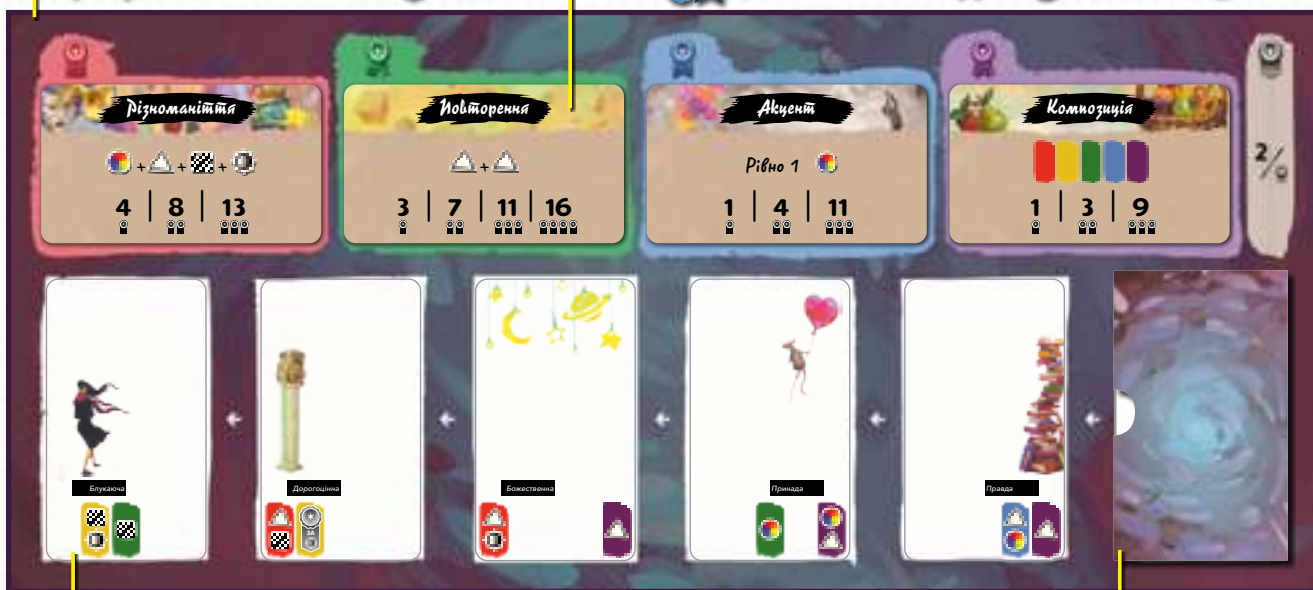 Різноманіття
Повторення
Акцент
Композиція
+ + +
+
Рівно 1
2/
4 | 8 | 13
3 | 7 | 11 | 16
1 | 4 | 11
1 | 3 | 9
Блукаюча
Дорогоцінна
Божественна
Принада
Правда
ЗА